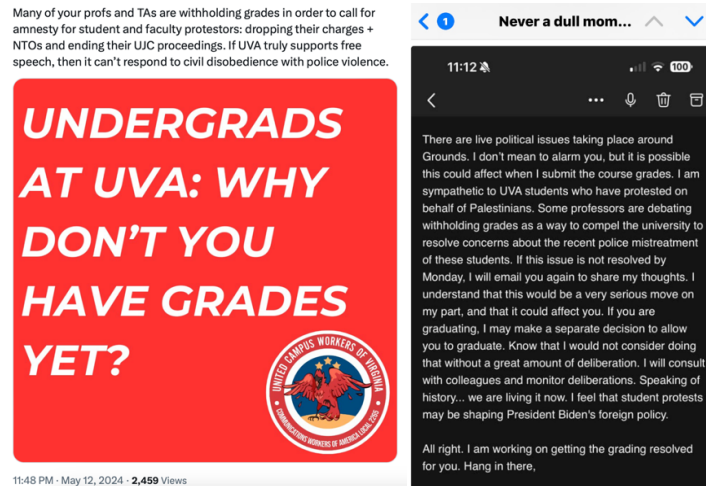 Many of your profs and TAs are withholding grades in order to call for
amnesty for student and faculty protestors: dropping their charges +
NTOs and ending their UJC proceedings. If UVA truly supports free
speech, then it can't respond to civil disobedience with police violence.
UNDERGRADS
AT UVA: WHY
DON'T YOU
HAVE GRADES
YET?
UNITED CAMPUS WORKERS OF VIRGINIA
COMMUNICATIONS WORKERS OF AMERICA LOCAL 2265
11:48 PM · May 12, 2024 · 2,459 Views
1
Never a dull mom...
11:12
100
There are live political issues taking place around
Grounds. I don't mean to alarm you, but it is possible
this could affect when I submit the course grades. I am
sympathetic to UVA students who have protested on
behalf of Palestinians. Some professors are debating
withholding grades as a way to compel the university to
resolve concerns about the recent police mistreatment
of these students. If this issue is not resolved by
Monday, I will email you again to share my thoughts. I
understand that this would be a very serious move on
my part, and that it could affect you. If you are
graduating, I may make a separate decision to allow
you to graduate. Know that I would not consider doing
that without a great amount of deliberation. I will consult
with colleagues and monitor deliberations. Speaking of
history... we are living it now. I feel that student protests
may be shaping President Biden's foreign policy.
All right. I am working on getting the grading resolved
for you. Hang in there,